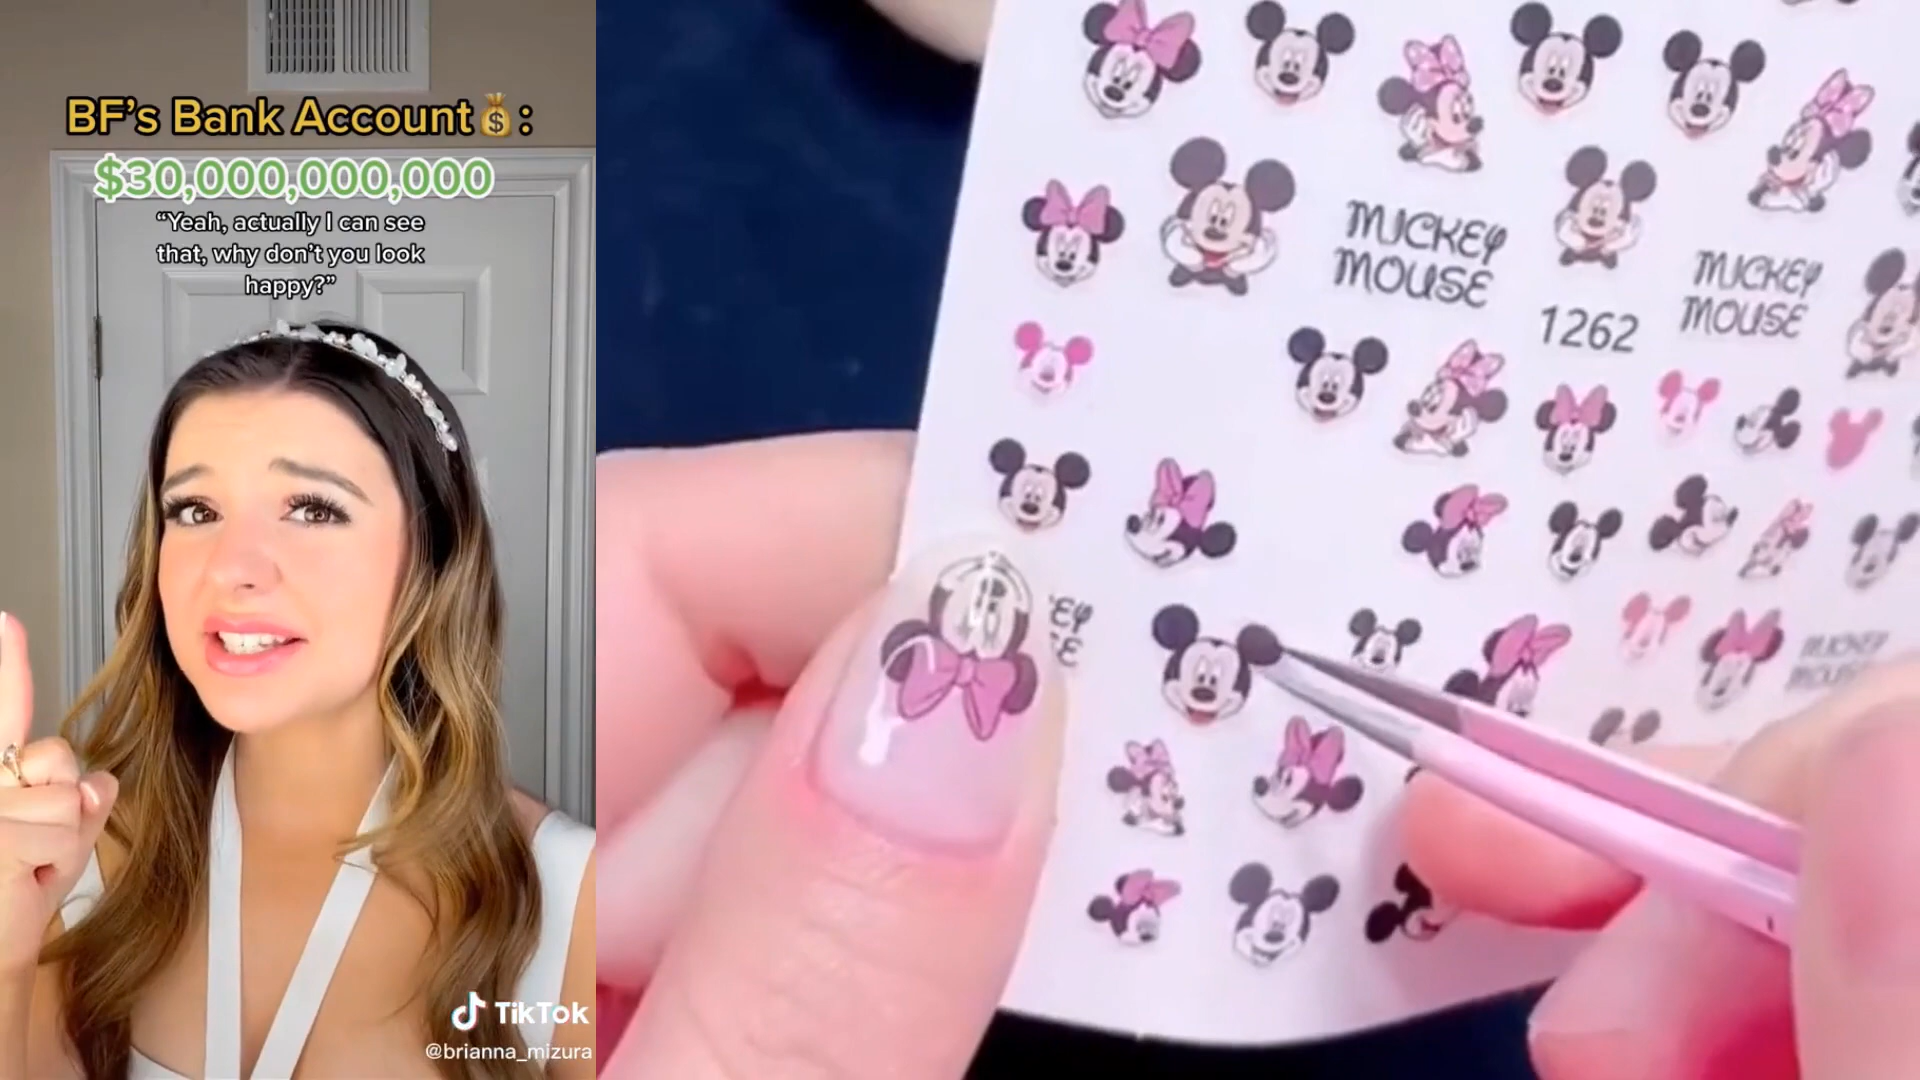 BF's Bank Account💰:
$30,000,000,000
"Yeah, actually I can see
that, why don't you look
happy?"
TikTok
@brianna_mizura
MICKEY
MOUSE
1262
MICKEY
MOUSE
MICKEY